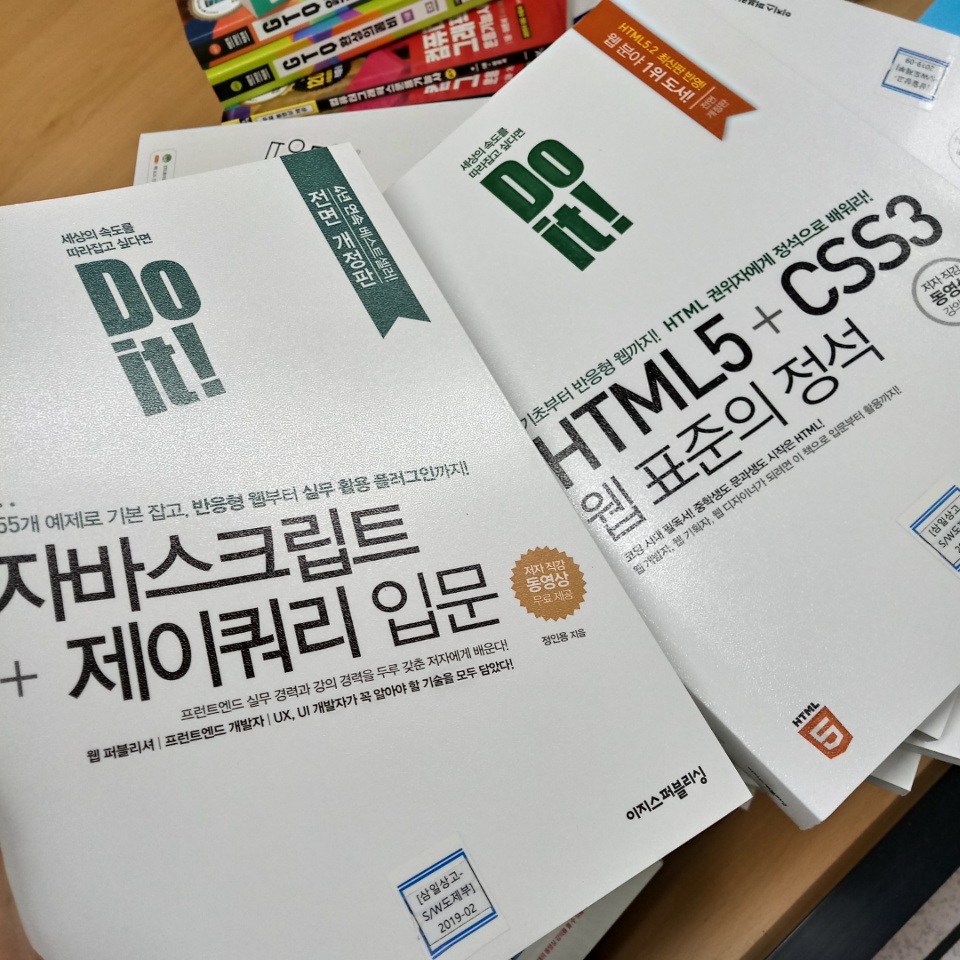 세상의 속도를
따라잡고 싶다면
Do
it!
4년 연속 베스트셀러!
전면 개정판
55개 예제로 기본 잡고, 반응형 웹부터 실무 활용 플러그인까지!
자바스크립트
+ 제이쿼리 입문
저자 직강
동영상
무료 제공
정인용 지음
프런트엔드 실무 경력과 강의 경력을 두루 갖춘 저자에게 배운다!
웹 퍼블리셔 | 프런트엔드 개발자 | UX, UI 개발자가 꼭 알아야 할 기술을 모두 담았다!
이지스퍼블리싱
[삼일상고-
S/W도제부]
2019-02
HTML5.2 최신판 반영!
웹 분야 1위 도서!
전면
개정판
세상의 속도를
따라잡고 싶다면
Do
it!
기초부터 반응형 웹까지! HTML 권위자에게 정석으로 배워라!
HTML5 + CSS3
웹 표준의 정석
저자 직강
동영상
코딩 시대 필독서! 중학생도 문과생도 시작은 HTML!
웹 개발자, 웹 기획자, 웹 디자이너가 되려면 이 책으로 입문부터 활용까지!
HTML
5
[삼일상고
S/W도제
GTQ
GTQ